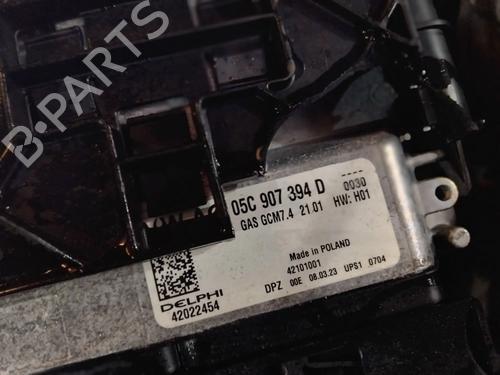 B-PARTS
05C 907 394 D
----
0030
GAS GCM7.4 21.01 HW: H01
Made in POLAND
42101001
DPZ 00E 08.03.23 UPS1 0704
DELPHI
42022454